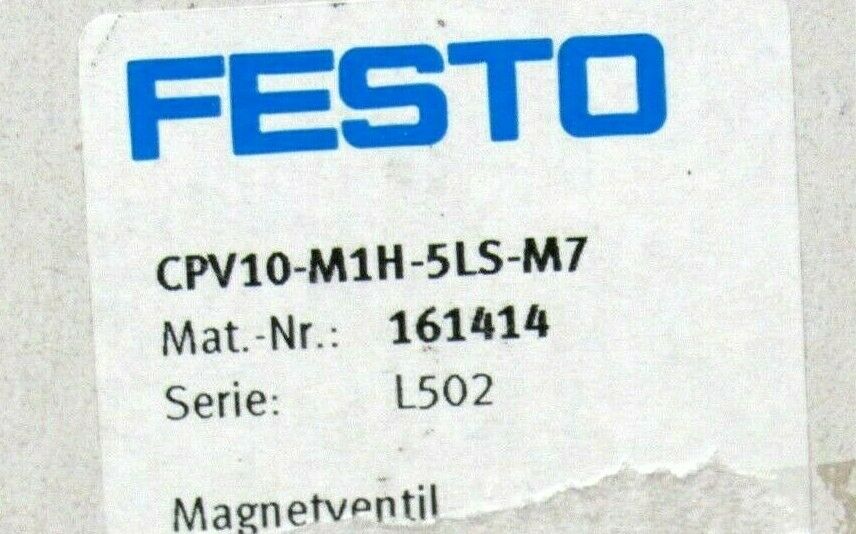 FESTO
CPV10-M1H-5LS-M7
Mat.-Nr.: 161414
Serie: L502
Magnetventil